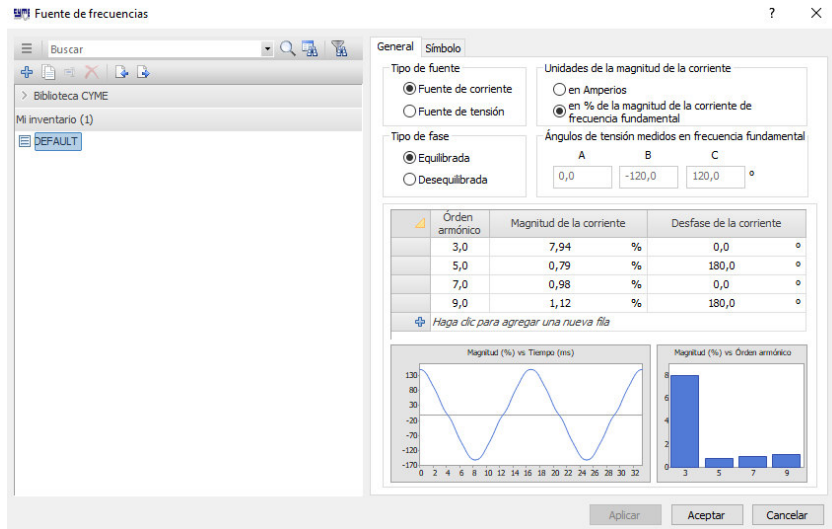 CYME Fuente de frecuencias ? X
Buscar
Biblioteca CYME
Mi inventario (1)
DEFAULT
General Símbolo
Tipo de fuente
Fuente de corriente
Fuente de tensión
Unidades de la magnitud de la corriente
en Amperios
en % de la magnitud de la corriente de
frecuencia fundamental
Tipo de fase
Equilibrada
Desequilibrada
Ángulos de tensión medidos en frecuencia fundamental
A B C
0,0 -120,0 120,0 °
Órden armónico Magnitud de la corriente Desfase de la corriente
3,0 7,94 % 0,0 °
5,0 0,79 % 180,0 °
7,0 0,98 % 0,0 °
9,0 1,12 % 180,0 °
Haga clic para agregar una nueva fila
Magnitud (%) vs Tiempo (ms)
130
80
30
-20
-70
-120
-170
0 2 4 6 8 10 12 14 16 18 20 22 24 26 28 30 32
Magnitud (%) vs Órden armónico
8
6
4
2
0
3 5 7 9
Aplicar Aceptar Cancelar